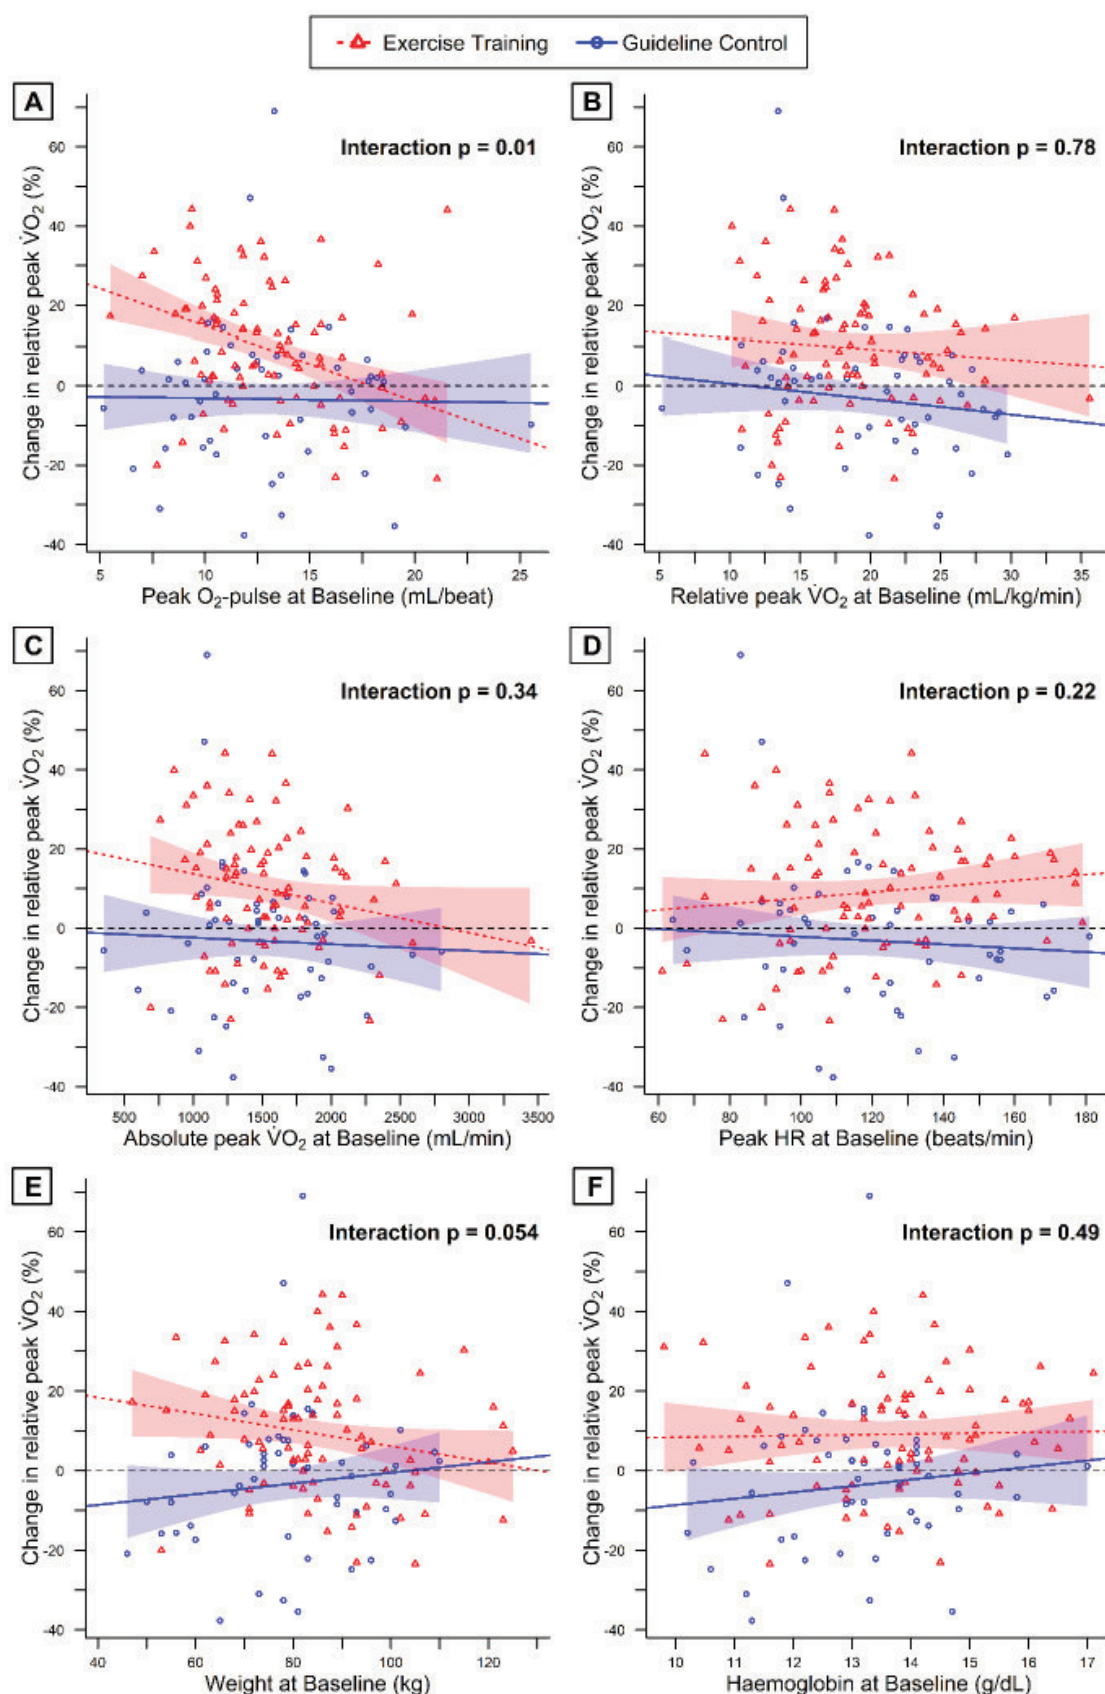 Exercise Training Guideline Control
A
Interaction p = 0.01
Change in relative peak V̇O₂ (%)
60
40
20
0
-20
-40
5 10 15 20 25
Peak O₂-pulse at Baseline (mL/beat)
B
Interaction p = 0.78
Change in relative peak V̇O₂ (%)
60
40
20
0
-20
-40
5 10 15 20 25 30 35
Relative peak V̇O₂ at Baseline (mL/kg/min)
C
Interaction p = 0.34
Change in relative peak V̇O₂ (%)
60
40
20
0
-20
-40
500 1000 1500 2000 2500 3000 3500
Absolute peak V̇O₂ at Baseline (mL/min)
D
Interaction p = 0.22
Change in relative peak V̇O₂ (%)
60
40
20
0
-20
-40
60 80 100 120 140 160 180
Peak HR at Baseline (beats/min)
E
Interaction p = 0.054
Change in relative peak V̇O₂ (%)
60
40
20
0
-20
-40
40 60 80 100 120
Weight at Baseline (kg)
F
Interaction p = 0.49
Change in relative peak V̇O₂ (%)
60
40
20
0
-20
-40
10 11 12 13 14 15 16 17
Haemoglobin at Baseline (g/dL)